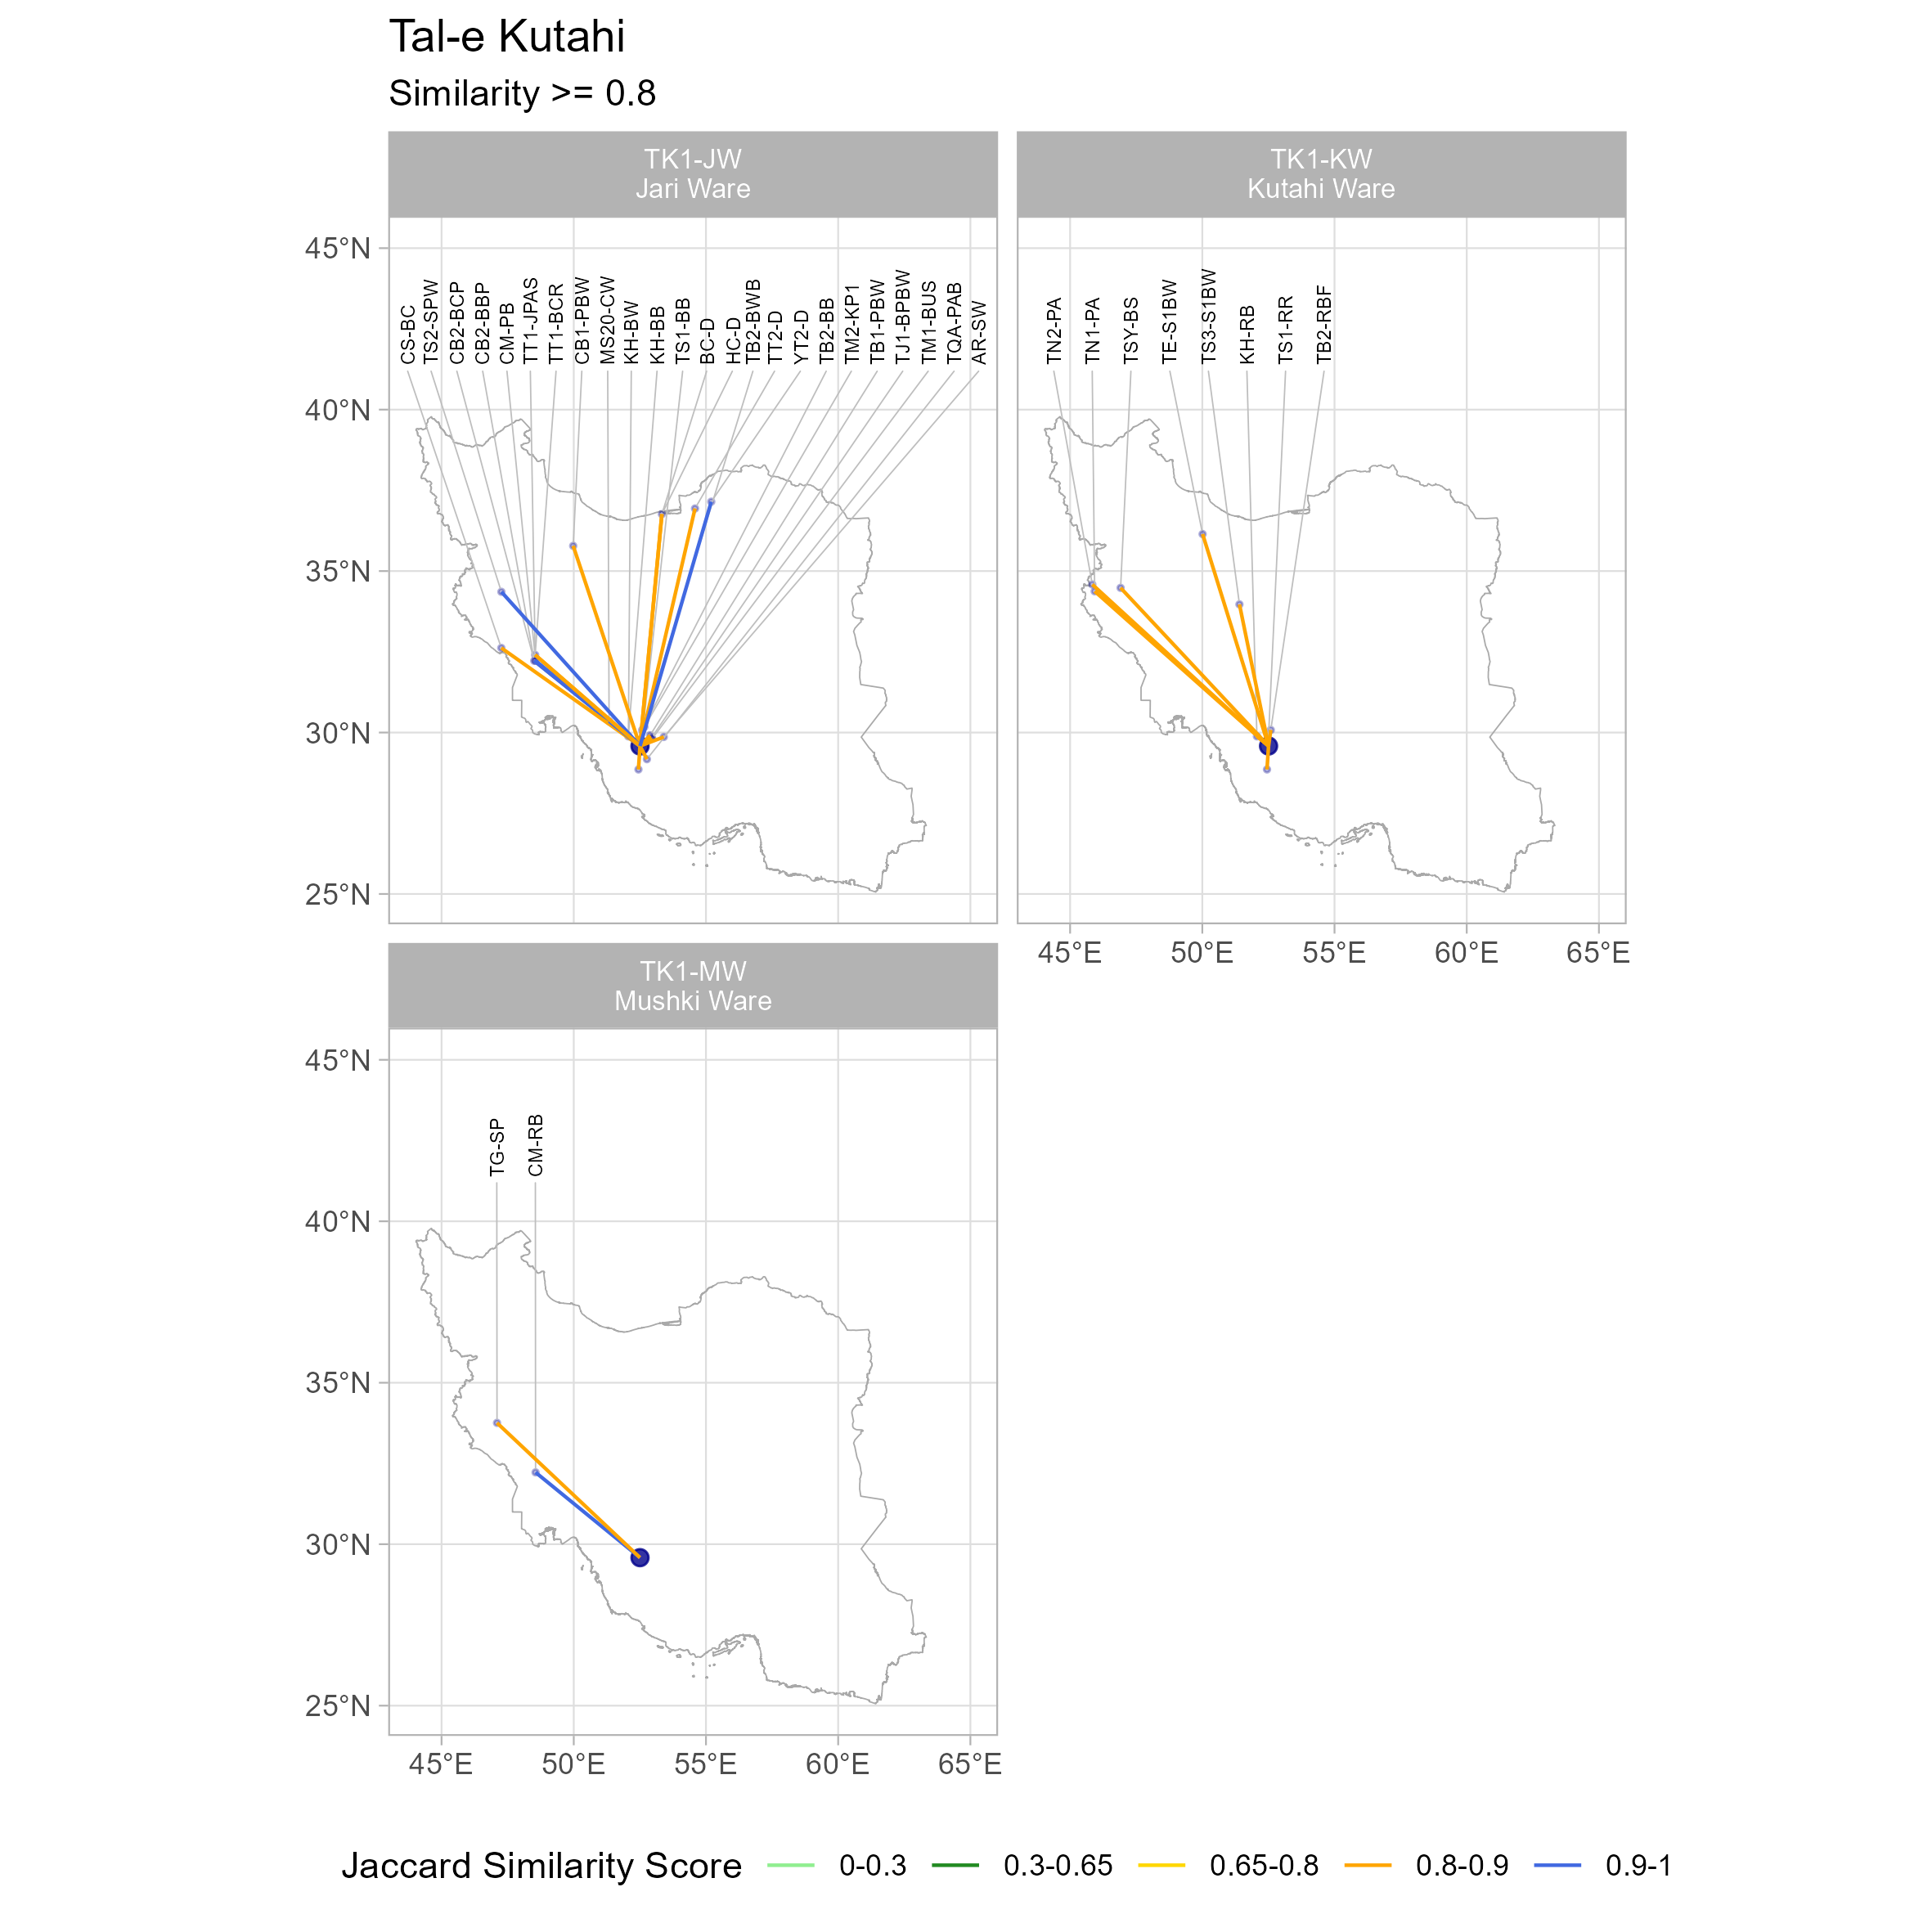 Tal-e Kutahi
Similarity >= 0.8
TK1-JW
Jari Ware
TK1-KW
Kutahi Ware
45°N
40°N
35°N
30°N
25°N
CS-BC
TS2-SPW
CB2-BCP
CB2-BBP
CM-PB
TT1-JPAS
TT1-BCR
CB1-PBW
MS20-CW
KH-BW
KH-BB
TS1-BB
BC-D
HC-D
TB2-BWB
TT2-D
YT2-D
TB2-BB
TM2-KP1
TB1-PBW
TJ1-BPBW
TM1-BUS
TQA-PAB
AR-SW
TN2-PA
TN1-PA
TSY-BS
TE-S1BW
TS3-S1BW
KH-RB
TS1-RR
TB2-RBF
45°E 50°E 55°E 60°E 65°E
TK1-MW
Mushki Ware
45°N
40°N
35°N
30°N
25°N
TG-SP
CM-RB
45°E 50°E 55°E 60°E 65°E
Jaccard Similarity Score 0-0.3 0.3-0.65 0.65-0.8 0.8-0.9 0.9-1